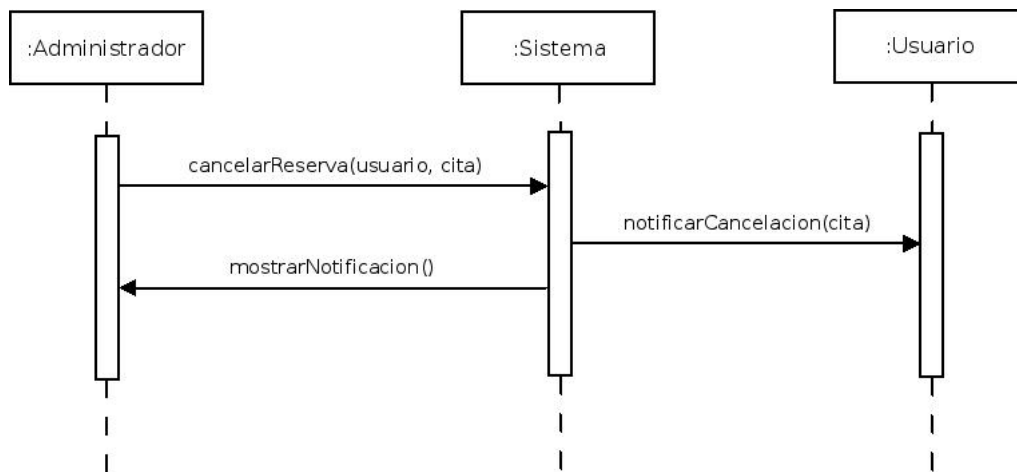 :Administrador
:Sistema
:Usuario
cancelarReserva(usuario, cita)
notificarCancelacion(cita)
mostrarNotificacion()